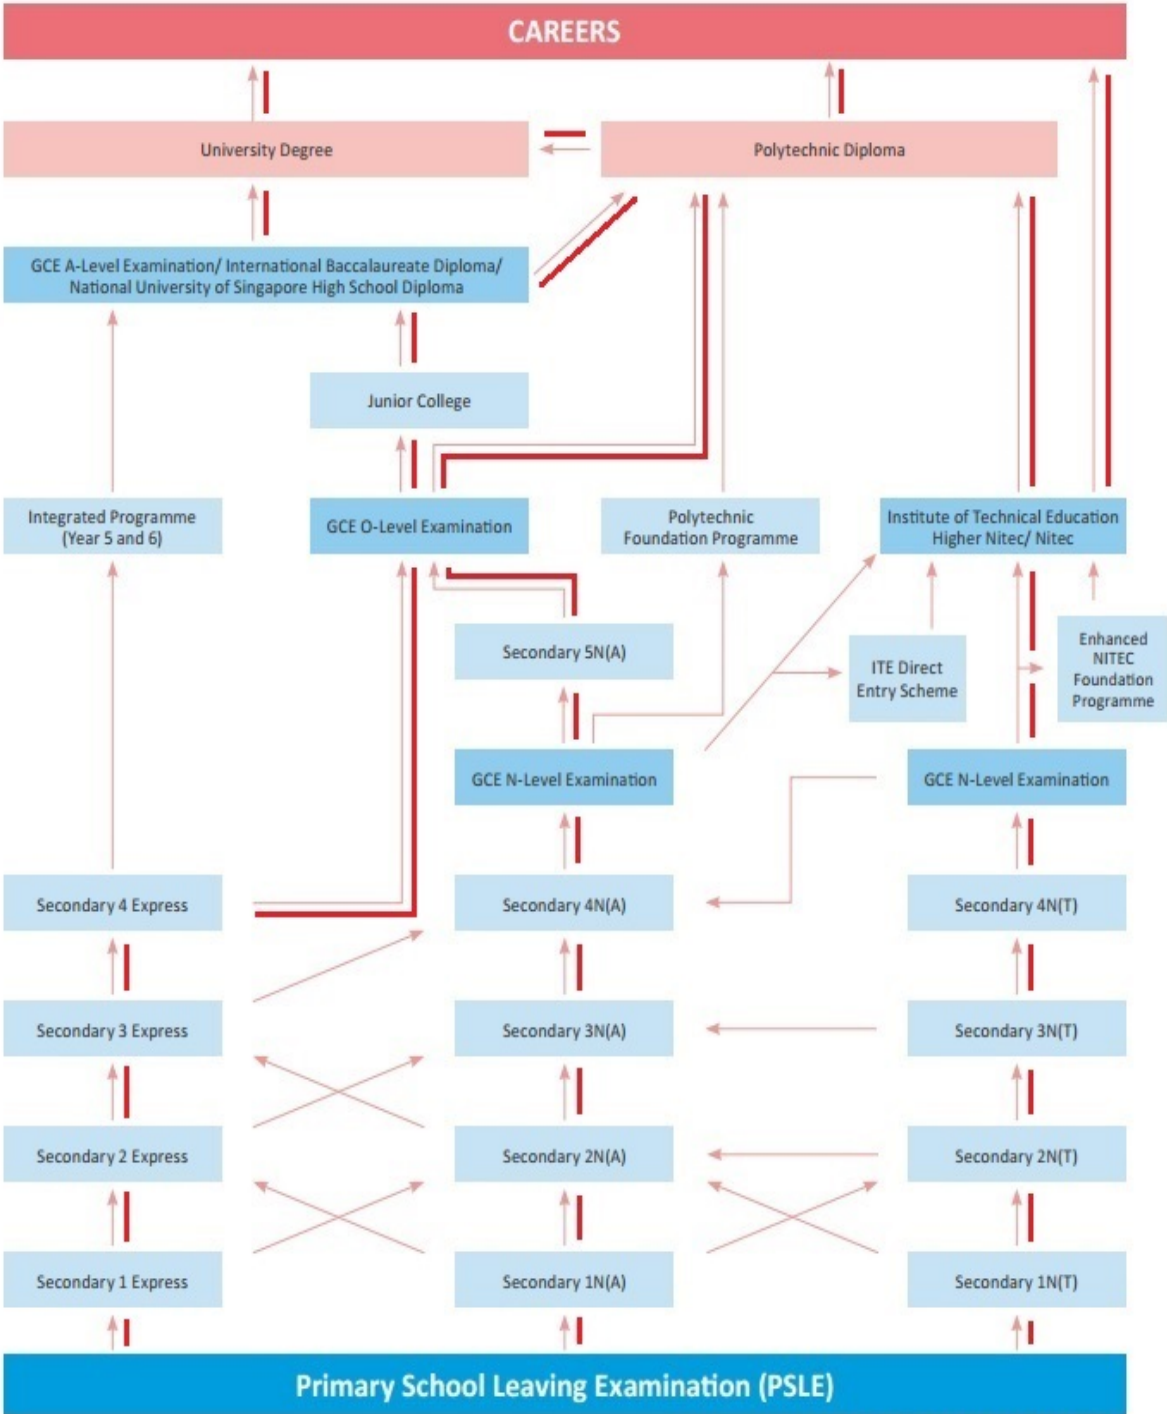 CAREERS
University Degree
Polytechnic Diploma
GCE A-Level Examination/ International Baccalaureate Diploma/
National University of Singapore High School Diploma
Junior College
Integrated Programme
(Year 5 and 6)
GCE O-Level Examination
Polytechnic
Foundation Programme
Institute of Technical Education
Higher Nitec/ Nitec
Secondary 5N(A)
ITE Direct
Entry Scheme
Enhanced
NITEC
Foundation
Programme
GCE N-Level Examination
GCE N-Level Examination
Secondary 4 Express
Secondary 4N(A)
Secondary 4N(T)
Secondary 3 Express
Secondary 3N(A)
Secondary 3N(T)
Secondary 2 Express
Secondary 2N(A)
Secondary 2N(T)
Secondary 1 Express
Secondary 1N(A)
Secondary 1N(T)
Primary School Leaving Examination (PSLE)